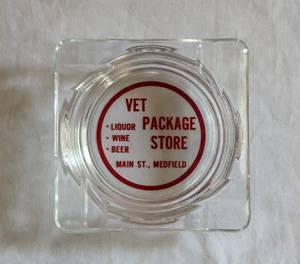 VET
PACKAGE
STORE
• LIQUOR
• WINE
• BEER
MAIN ST., MEDFIELD